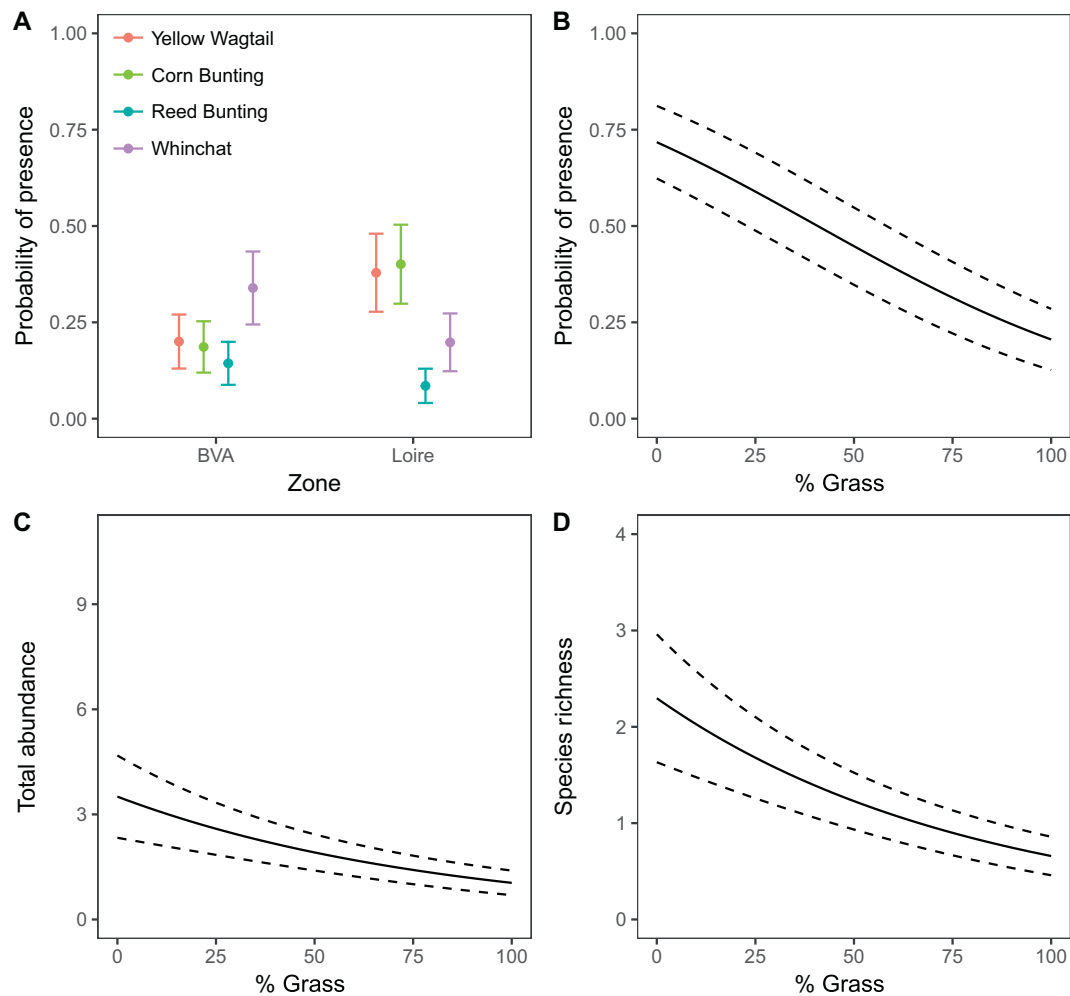 A
Probability of presence
1.00
0.75
0.50
0.25
0.00
Yellow Wagtail
Corn Bunting
Reed Bunting
Whinchat
BVA
Loire
Zone
B
Probability of presence
1.00
0.75
0.50
0.25
0.00
0
25
50
75
100
% Grass
C
Total abundance
9
6
3
0
0
25
50
75
100
% Grass
D
Species richness
4
3
2
1
0
0
25
50
75
100
% Grass